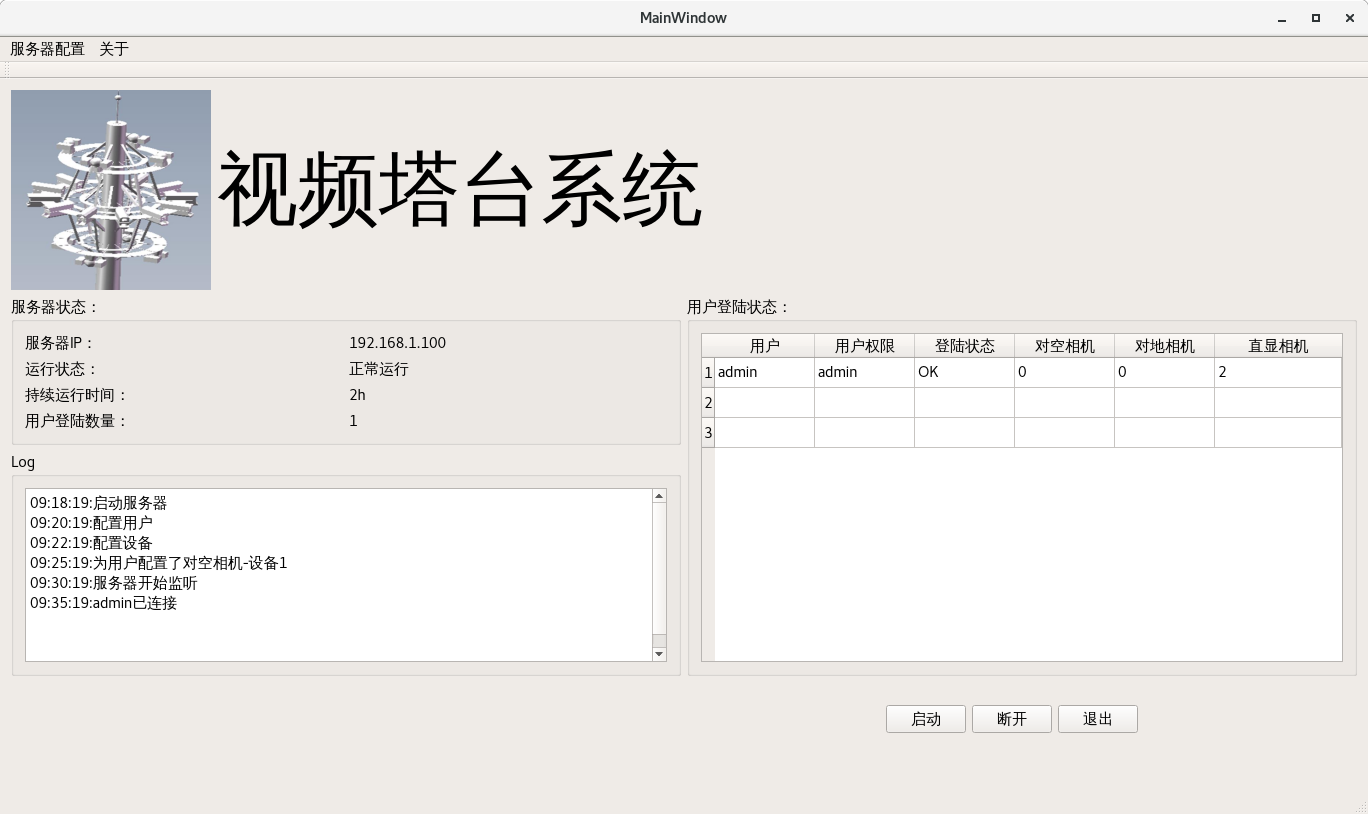 MainWindow
服务器配置 关于
视频塔台系统
服务器状态：
服务器IP：
192.168.1.100
运行状态：
正常运行
持续运行时间：
2h
用户登陆数量：
1
Log
09:18:19:启动服务器
09:20:19:配置用户
09:22:19:配置设备
09:25:19:为用户配置了对空相机-设备1
09:30:19:服务器开始监听
09:35:19:admin已连接
用户登陆状态：
用户 用户权限 登陆状态 对空相机 对地相机 直显相机
1 admin admin OK 0 0 2
2
3
启动 断开 退出